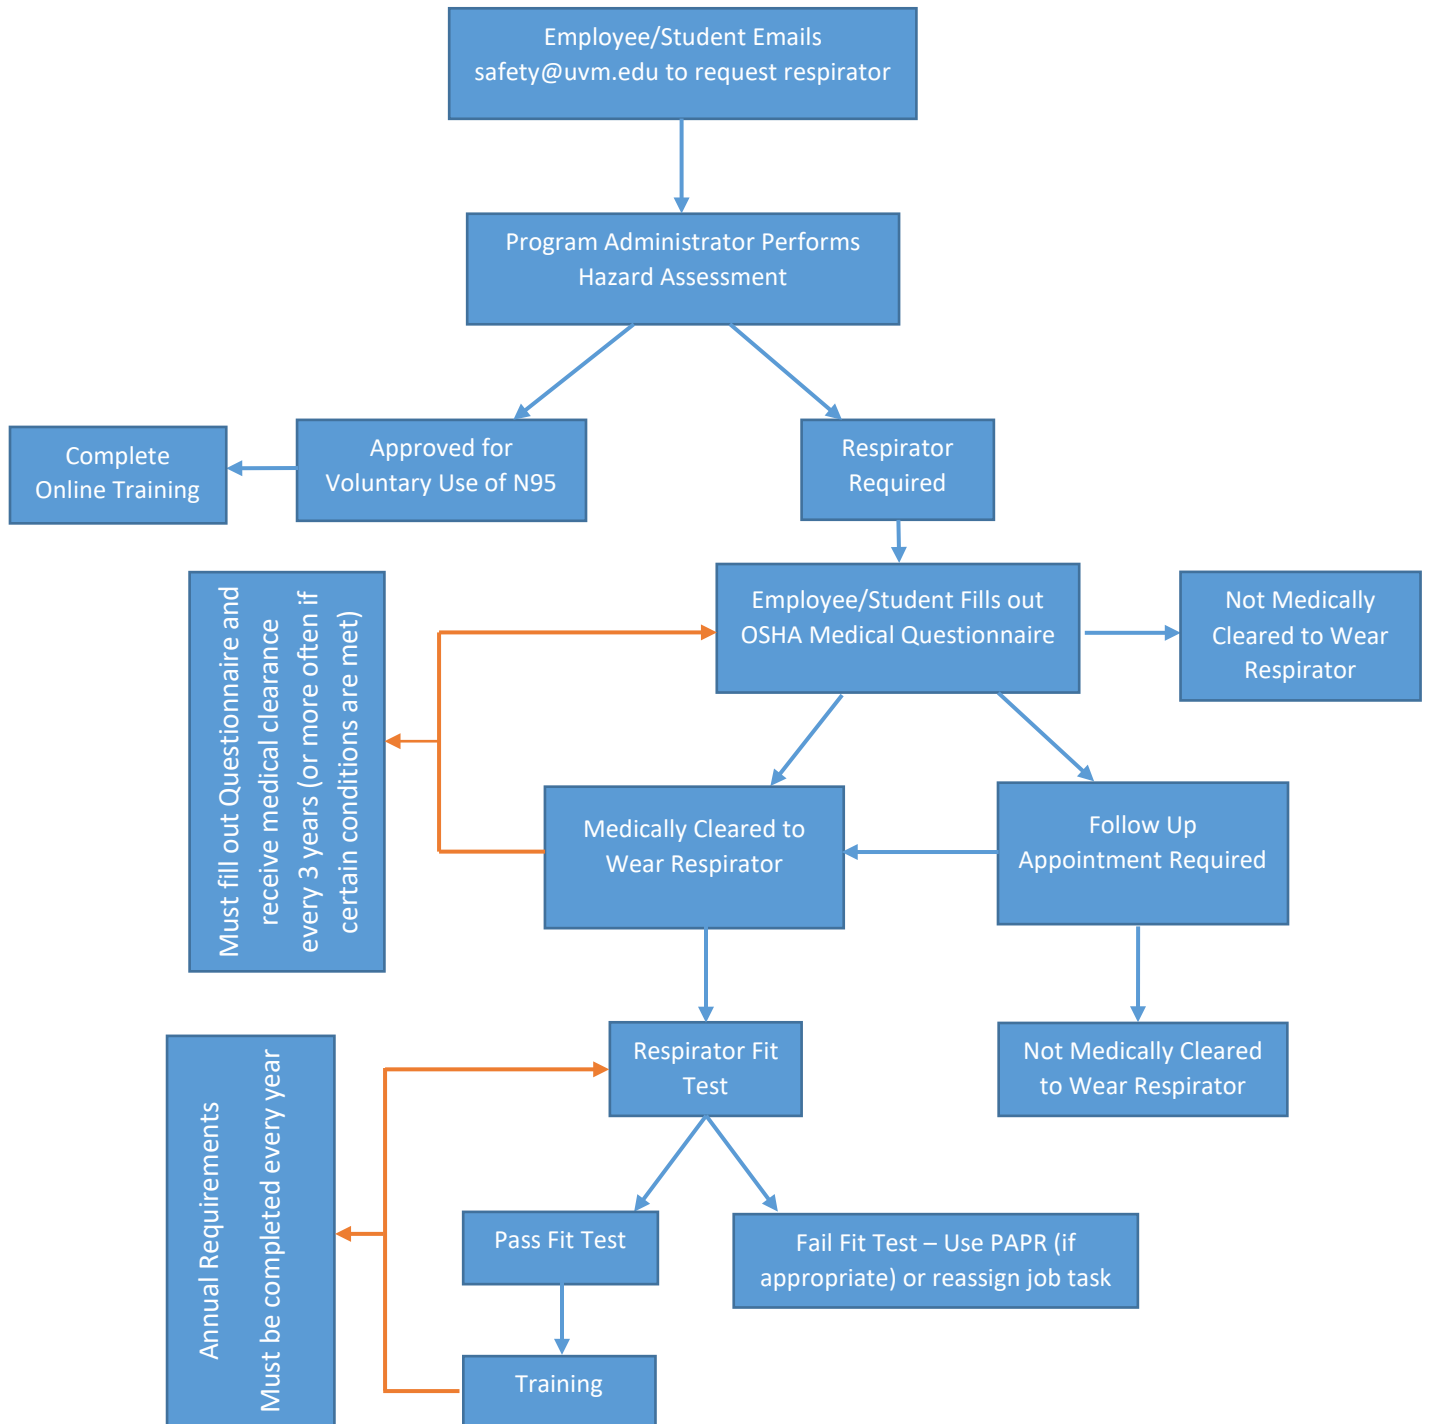 Employee/Student Emails
safety@uvm.edu to request respirator
Program Administrator Performs
Hazard Assessment
Complete
Online Training
Approved for
Voluntary Use of N95
Respirator
Required
Must fill out Questionnaire and
receive medical clearance
every 3 years (or more often if
certain conditions are met)
Employee/Student Fills out
OSHA Medical Questionnaire
Not Medically
Cleared to Wear
Respirator
Medically Cleared to
Wear Respirator
Follow Up
Appointment Required
Respirator Fit
Test
Not Medically Cleared
to Wear Respirator
Annual Requirements
Must be completed every year
Pass Fit Test
Fail Fit Test – Use PAPR (if
appropriate) or reassign job task
Training